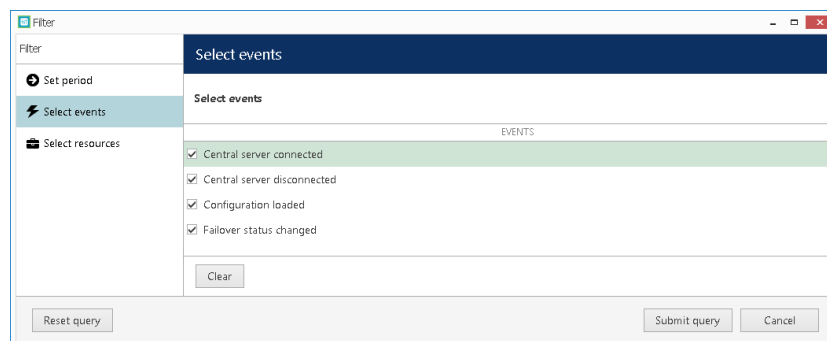 Filter
Filter
Select events
Set period
Select events
Select events
Select resources
EVENTS
Central server connected
Central server disconnected
Configuration loaded
Failover status changed
Clear
Reset query
Submit query
Cancel